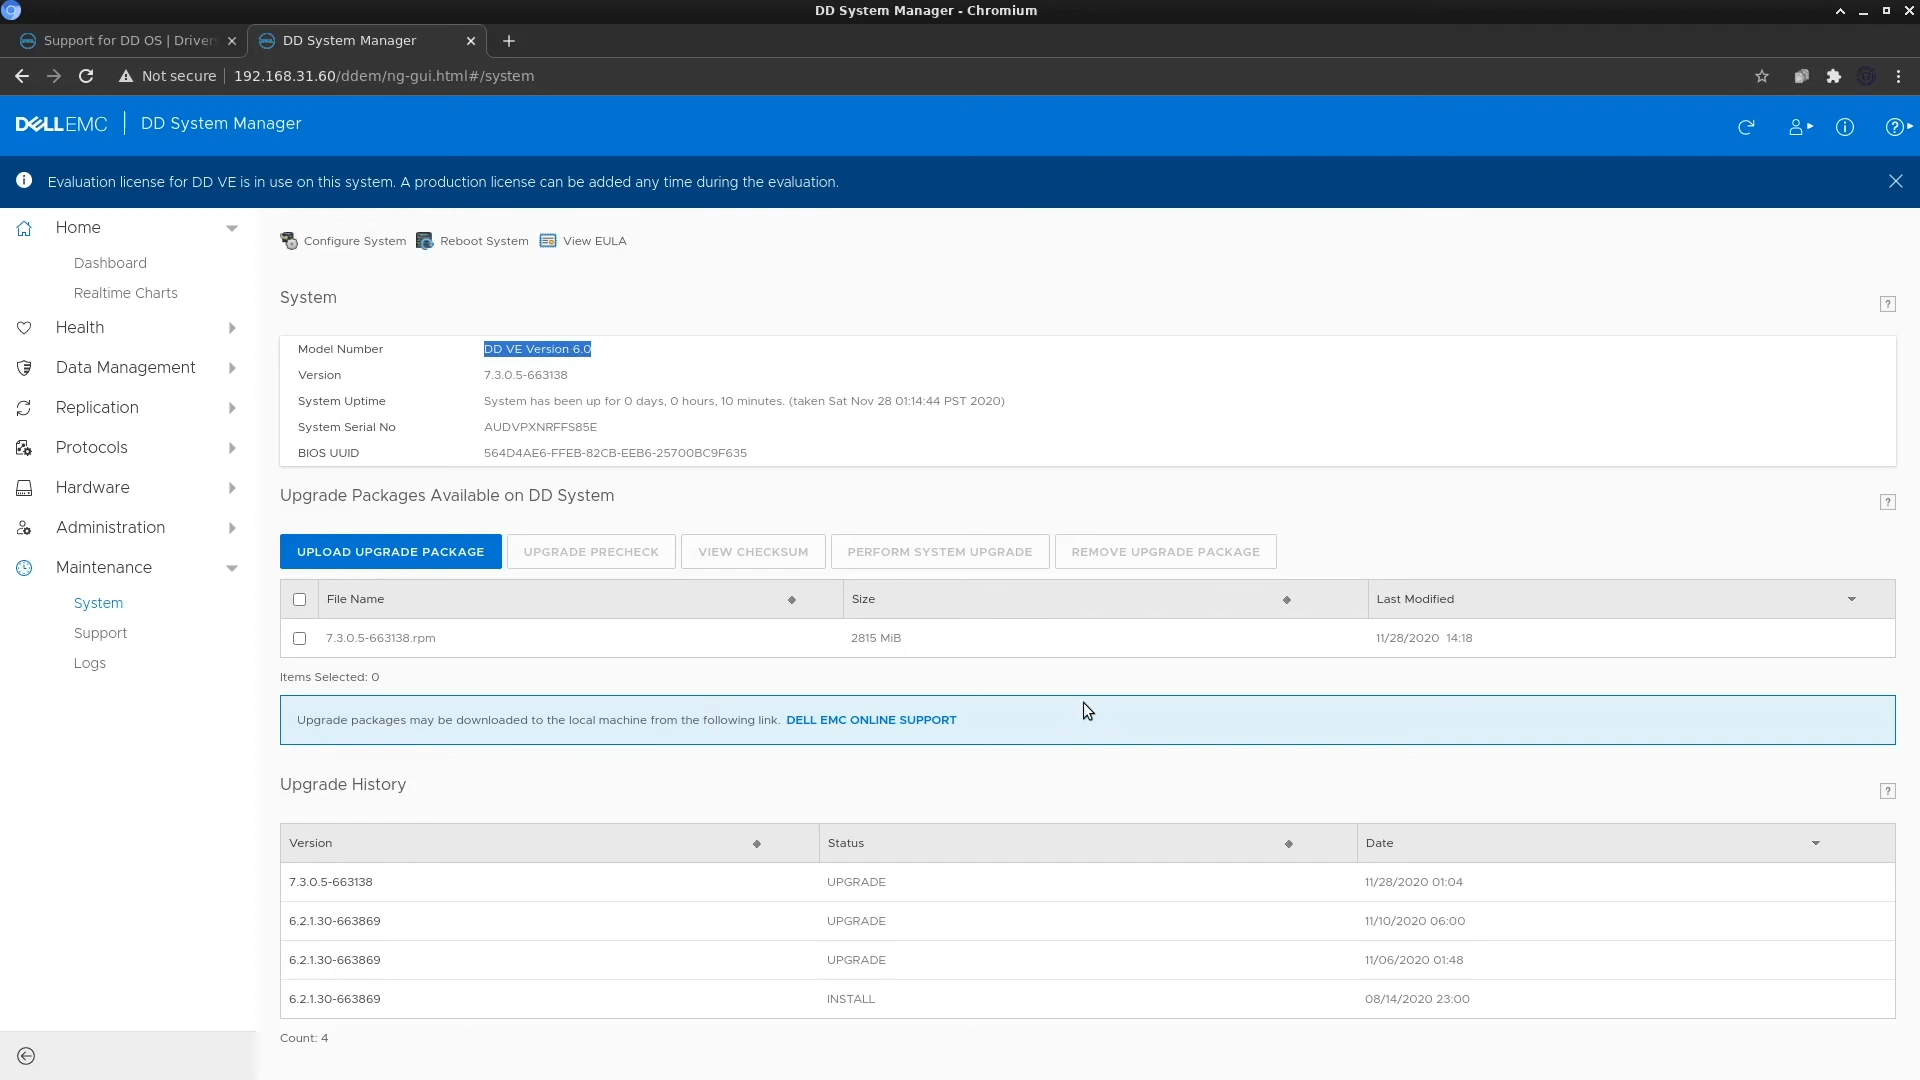 DD System Manager - Chromium
Support for DD OS | Drivers
DD System Manager
Not secure 192.168.31.60/ddem/ng-gui.html#/system
DELL EMC DD System Manager
Evaluation license for DD VE is in use on this system. A production license can be added any time during the evaluation.
Home
Dashboard
Realtime Charts
Health
Data Management
Replication
Protocols
Hardware
Administration
Maintenance
System
Support
Logs
Configure System Reboot System View EULA
System
?
Model Number DD VE Version 6.0
Version 7.3.0.5-663138
System Uptime System has been up for 0 days, 0 hours, 10 minutes. (taken Sat Nov 28 01:14:44 PST 2020)
System Serial No AUDVPXNRFFS85E
BIOS UUID 564D4AE6-FFEB-82CB-EEB6-25700BC9F635
Upgrade Packages Available on DD System
?
UPLOAD UPGRADE PACKAGE UPGRADE PRECHECK VIEW CHECKSUM PERFORM SYSTEM UPGRADE REMOVE UPGRADE PACKAGE
File Name Size Last Modified
7.3.0.5-663138.rpm 2815 MiB 11/28/2020 14:18
Items Selected: 0
Upgrade packages may be downloaded to the local machine from the following link. DELL EMC ONLINE SUPPORT
Upgrade History
?
Version Status Date
7.3.0.5-663138 UPGRADE 11/28/2020 01:04
6.2.1.30-663869 UPGRADE 11/10/2020 06:00
6.2.1.30-663869 UPGRADE 11/06/2020 01:48
6.2.1.30-663869 INSTALL 08/14/2020 23:00
Count: 4